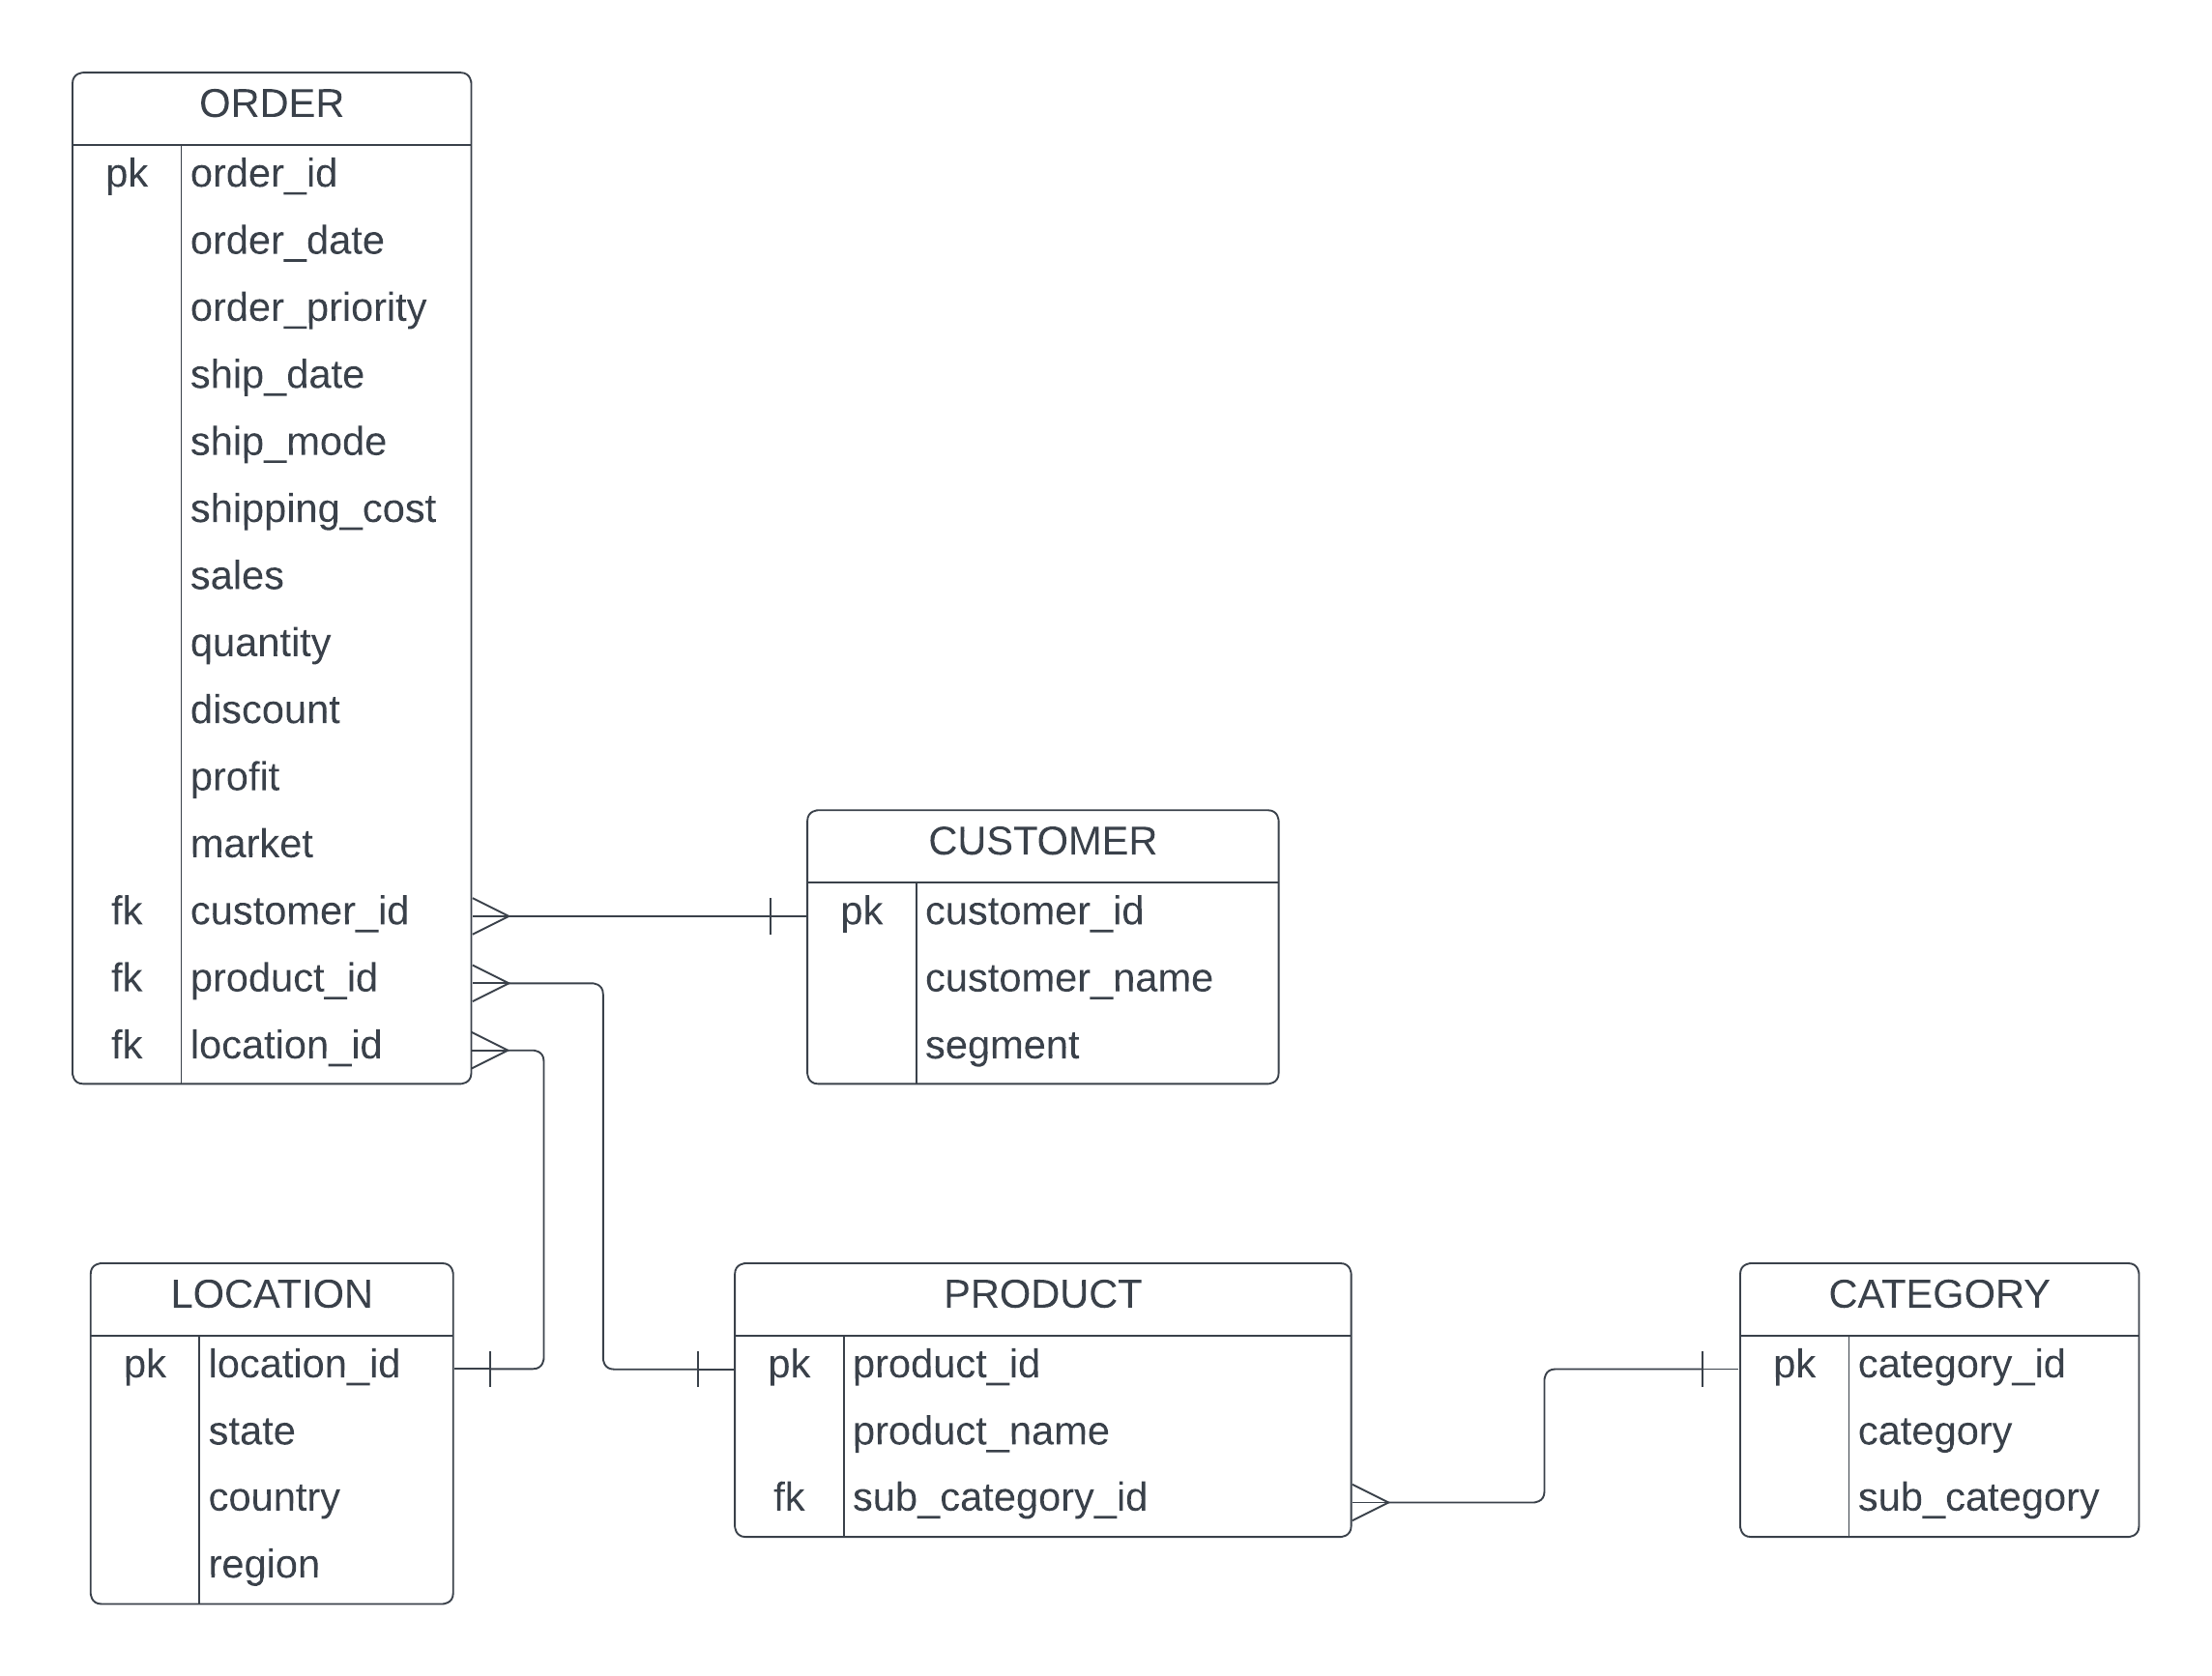 ORDER
pk order_id
order_date
order_priority
ship_date
ship_mode
shipping_cost
sales
quantity
discount
profit
market
fk customer_id
fk product_id
fk location_id
CUSTOMER
pk customer_id
customer_name
segment
LOCATION
pk location_id
state
country
region
PRODUCT
pk product_id
product_name
fk sub_category_id
CATEGORY
pk category_id
category
sub_category